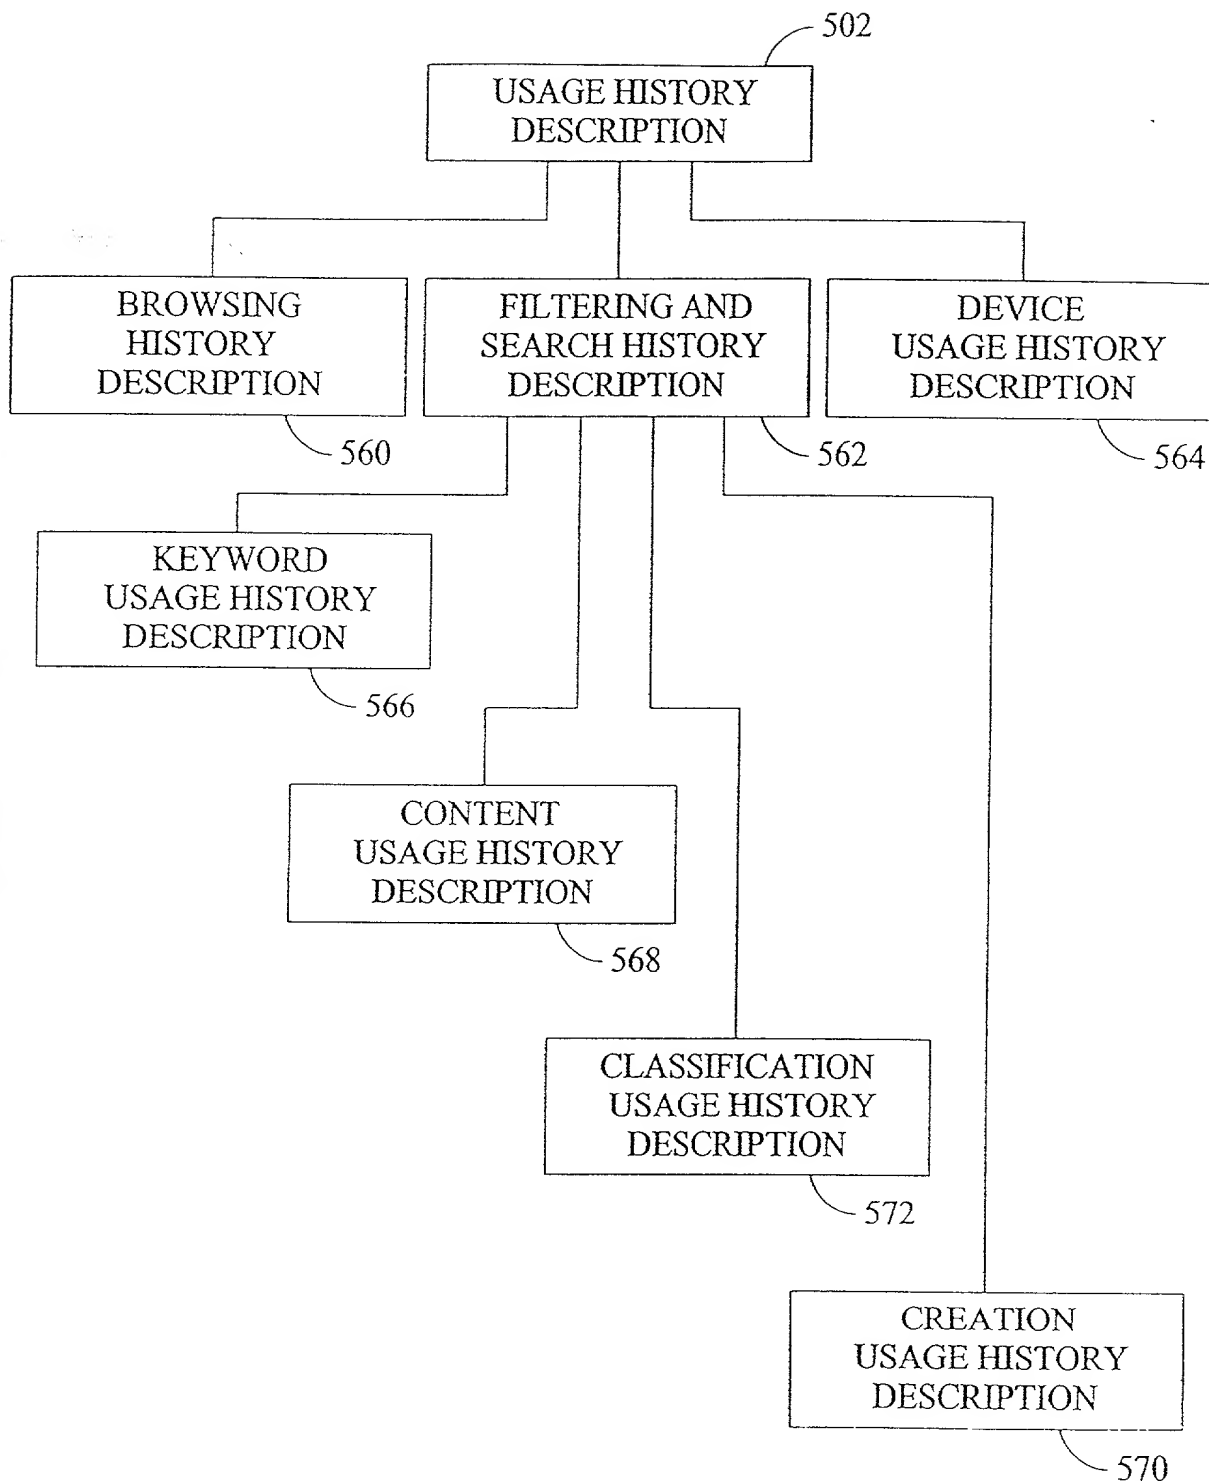 502
USAGE HISTORY
DESCRIPTION
BROWSING
HISTORY
DESCRIPTION
560
FILTERING AND
SEARCH HISTORY
DESCRIPTION
562
DEVICE
USAGE HISTORY
DESCRIPTION
564
KEYWORD
USAGE HISTORY
DESCRIPTION
566
CONTENT
USAGE HISTORY
DESCRIPTION
568
CLASSIFICATION
USAGE HISTORY
DESCRIPTION
572
CREATION
USAGE HISTORY
DESCRIPTION
570